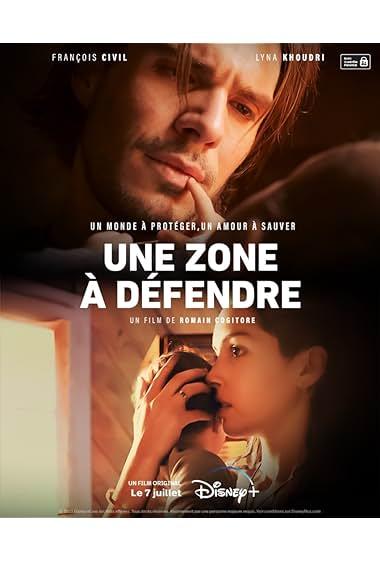 FRANÇOIS CIVIL
LYNA KHOUDRI
UN MONDE À PROTÉGER, UN AMOUR À SAUVER
UNE ZONE
À DÉFENDRE
UN FILM DE ROMAIN COGITORE
UN FILM ORIGINAL
Le 7 juillet
Disney+